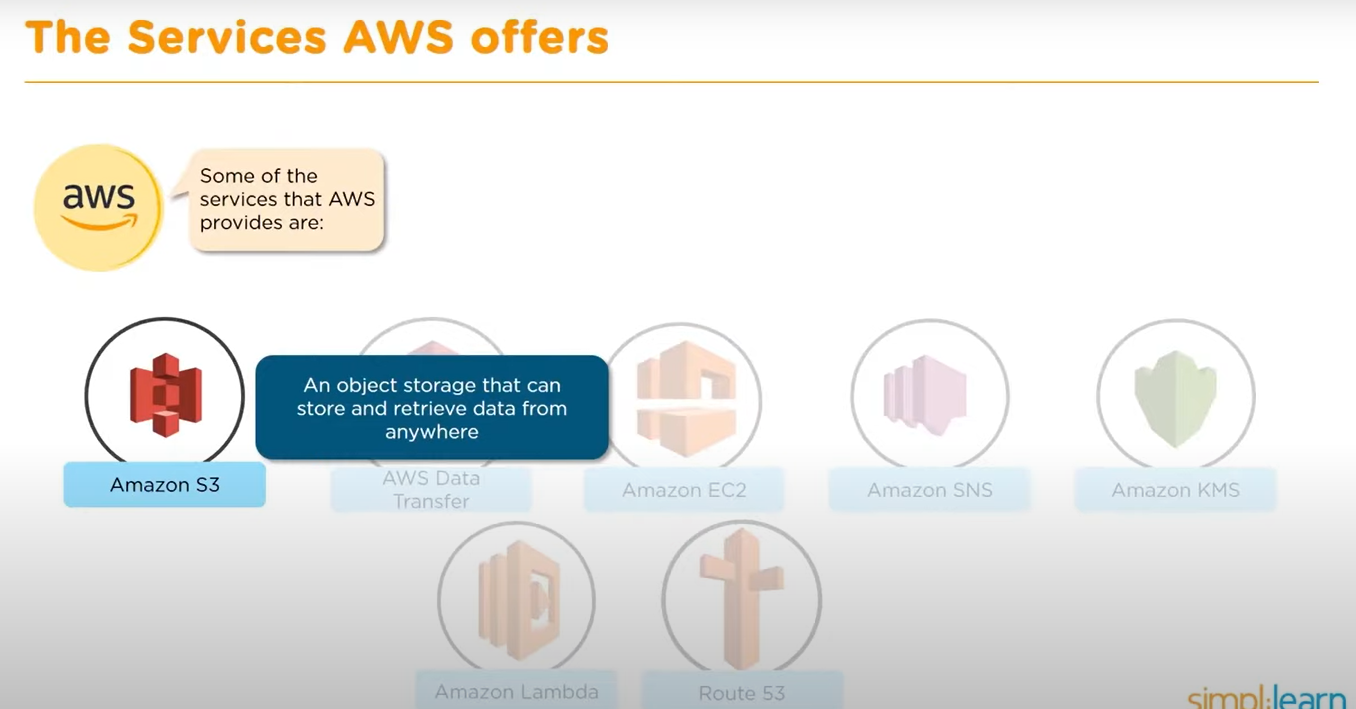 The Services AWS offers
aws
Some of the
services that AWS
provides are:
An object storage that can
store and retrieve data from
anywhere
Amazon S3
AWS Data
Transfer
Amazon EC2
Amazon SNS
Amazon KMS
Amazon Lambda
Route 53
simpl:learn